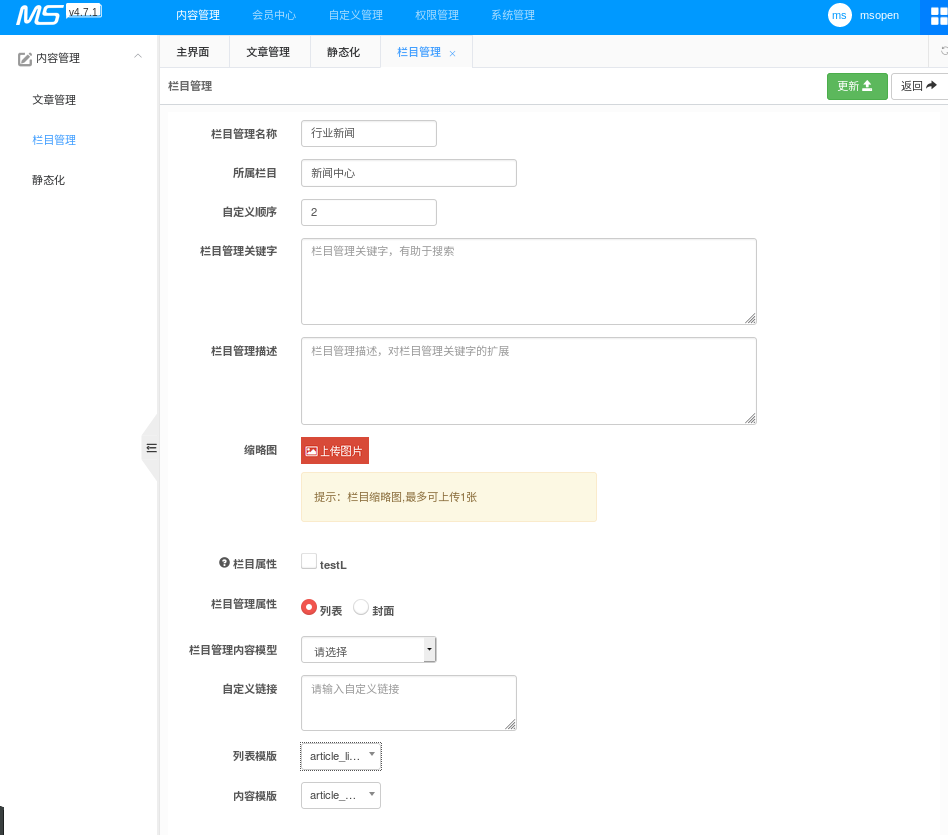 MS v4.7.1 内容管理 会员中心 自定义管理 权限管理 系统管理 ms msopen
内容管理
文章管理
栏目管理
静态化
主界面 文章管理 静态化 栏目管理 ×
栏目管理 更新 返回
栏目管理名称 行业新闻
所属栏目 新闻中心
自定义顺序 2
栏目管理关键字 栏目管理关键字，有助于搜索
栏目管理描述 栏目管理描述，对栏目管理关键字的扩展
缩略图 上传图片
提示：栏目缩略图,最多可上传1张
栏目属性 testL
栏目管理属性 列表 封面
栏目管理内容模型 请选择
自定义链接 请输入自定义链接
列表模版 article_li...
内容模版 article_...